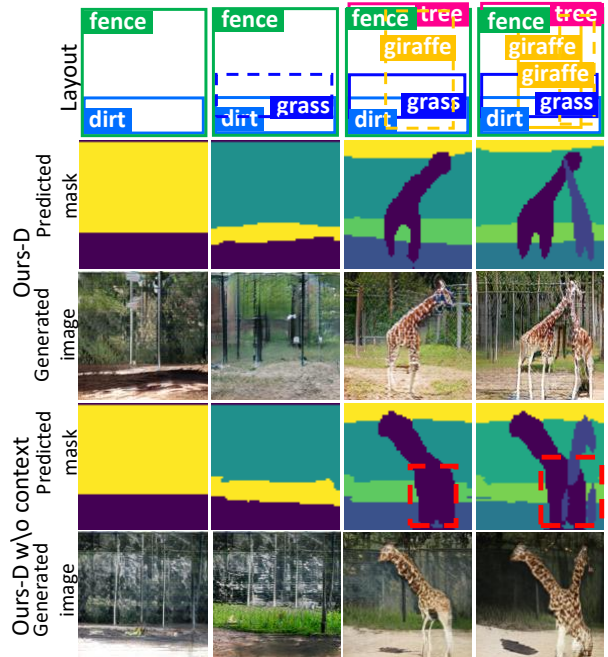 Layout
fence
dirt
fence
grass
dirt
fence
tree
giraffe
grass
dirt
fence
tree
giraffe
giraffe
grass
dirt
Ours-D
Predicted
mask
Generated
image
Ours-D w\o context
Predicted
mask
Generated
image